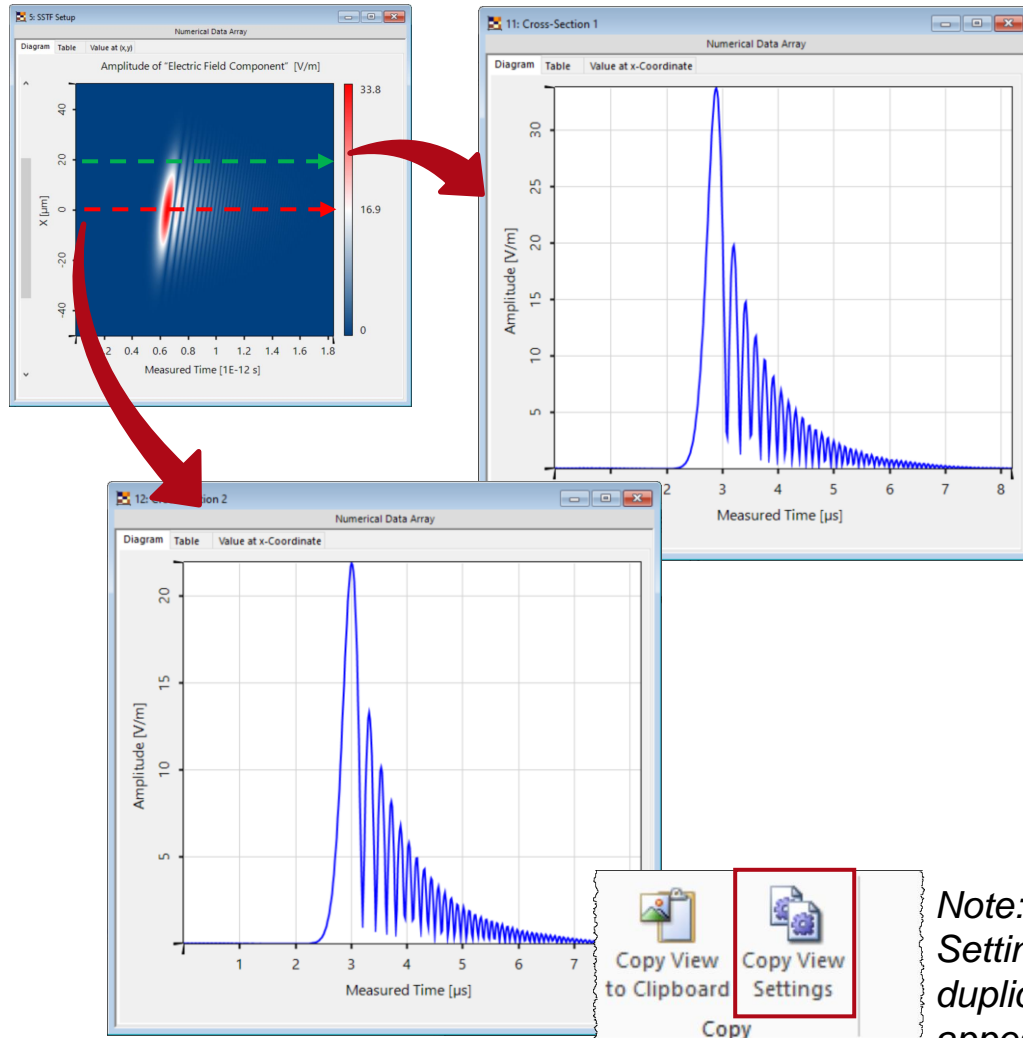 5: SSTF Setup
Numerical Data Array
Diagram Table Value at (x,y)
Amplitude of "Electric Field Component" [V/m]
33.8
16.9
0
X [µm]
40
20
0
-20
-40
0.4 0.6 0.8 1 1.2 1.4 1.6 1.8
Measured Time [1E-12 s]
11: Cross-Section 1
Numerical Data Array
Diagram Table Value at x-Coordinate
Amplitude [V/m]
30
25
20
15
10
5
2 3 4 5 6 7 8
Measured Time [µs]
12: Cross-Section 2
Numerical Data Array
Diagram Table Value at x-Coordinate
Amplitude [V/m]
20
15
10
5
1 2 3 4 5 6 7
Measured Time [µs]
Copy View
to Clipboard
Copy View
Settings
Copy
Note: